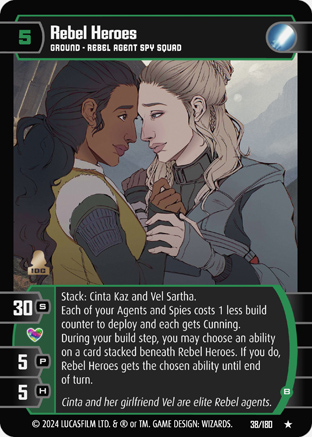 5
Rebel Heroes
GROUND - REBEL AGENT SPY SQUAD
30 S
Stack: Cinta Kaz and Vel Sartha.
Each of your Agents and Spies costs 1 less build
counter to deploy and each gets Cunning.
During your build step, you may choose an ability
on a card stacked beneath Rebel Heroes. If you do,
Rebel Heroes gets the chosen ability until end
of turn.
5 P
5 H
B
Cinta and her girlfriend Vel are elite Rebel agents.
© 2024 LUCASFILM LTD. & ® or TM. GAME DESIGN: WIZARDS. 38/180